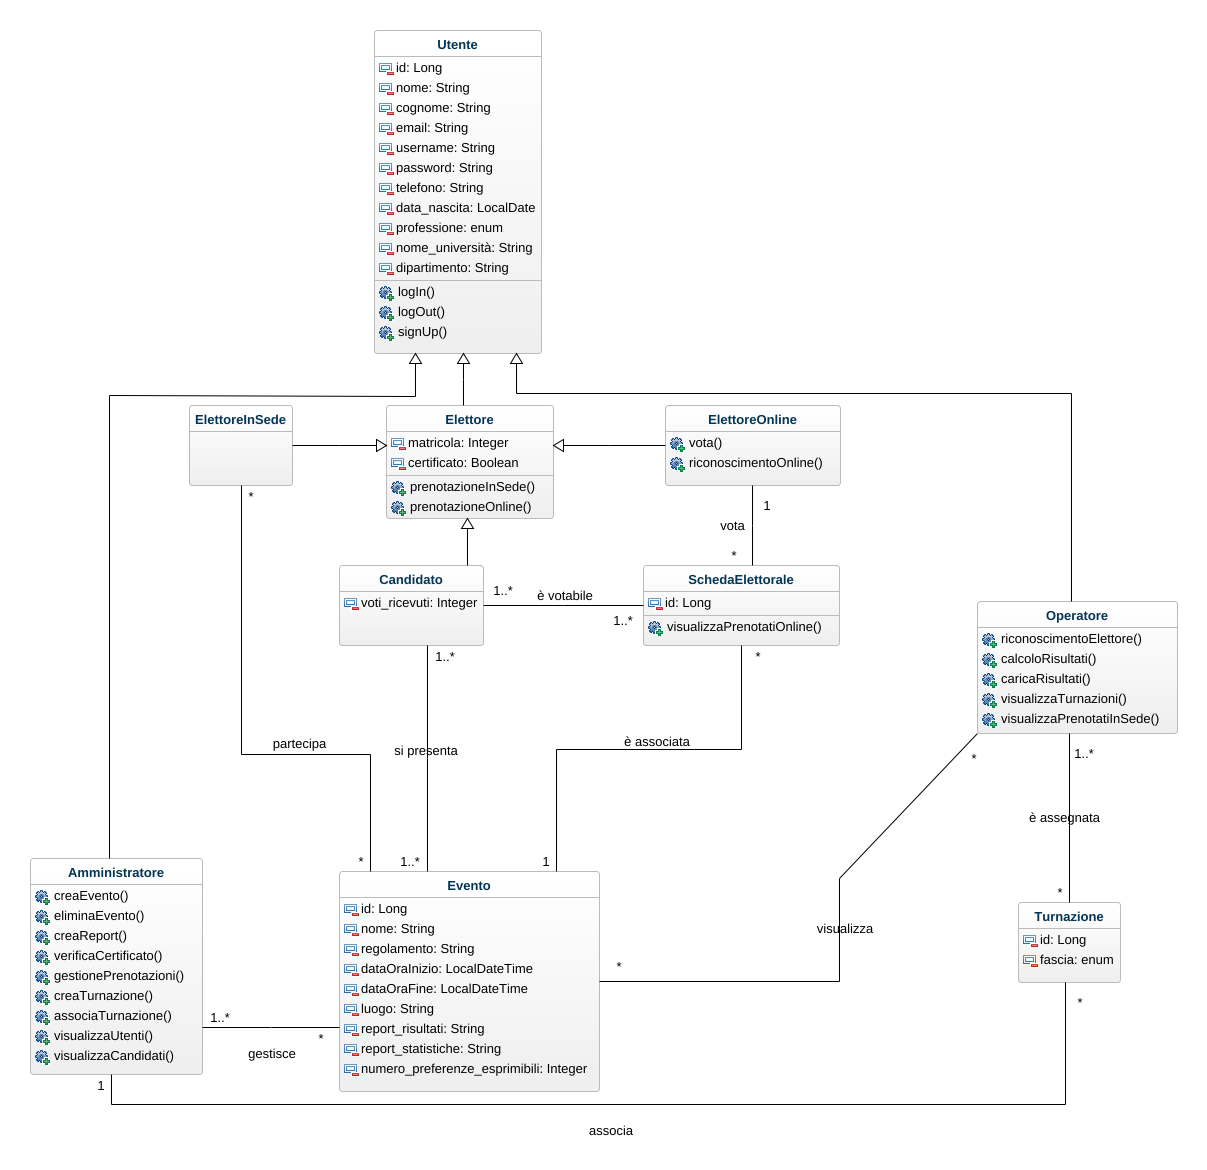 Utente
id: Long
nome: String
cognome: String
email: String
username: String
password: String
telefono: String
data_nascita: LocalDate
professione: enum
nome_università: String
dipartimento: String
logIn()
logOut()
signUp()
ElettoreInSede
*
Elettore
matricola: Integer
certificato: Boolean
prenotazioneInSede()
prenotazioneOnline()
ElettoreOnline
vota()
riconoscimentoOnline()
1
vota
*
Candidato
voti_ricevuti: Integer
1..*
è votabile
1..*
SchedaElettorale
id: Long
visualizzaPrenotatiOnline()
Operatore
riconoscimentoElettore()
calcoloRisultati()
caricaRisultati()
visualizzaTurnazioni()
visualizzaPrenotatiInSede()
1..*
*
partecipa
si presenta
è associata
*
1..*
è assegnata
*
1..*
1
*
Amministratore
creaEvento()
eliminaEvento()
creaReport()
verificaCertificato()
gestionePrenotazioni()
creaTurnazione()
associaTurnazione()
visualizzaUtenti()
visualizzaCandidati()
Evento
id: Long
nome: String
regolamento: String
dataOraInizio: LocalDateTime
dataOraFine: LocalDateTime
luogo: String
report_risultati: String
report_statistiche: String
numero_preferenze_esprimibili: Integer
visualizza
*
Turnazione
id: Long
fascia: enum
*
1..*
*
gestisce
1
associa